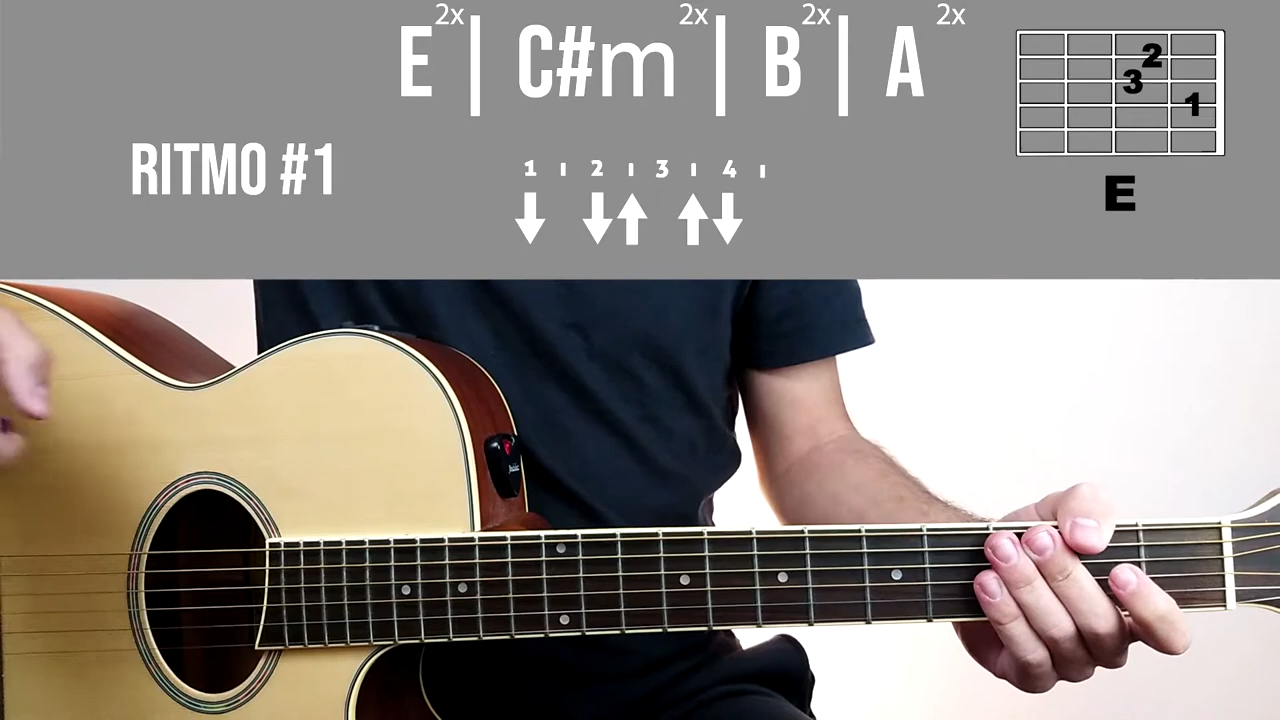 2x 2x 2x 2x
E | C#m | B | A
2
3
1
RITMO #1
1 ı 2 ı 3 ı 4 ı
E